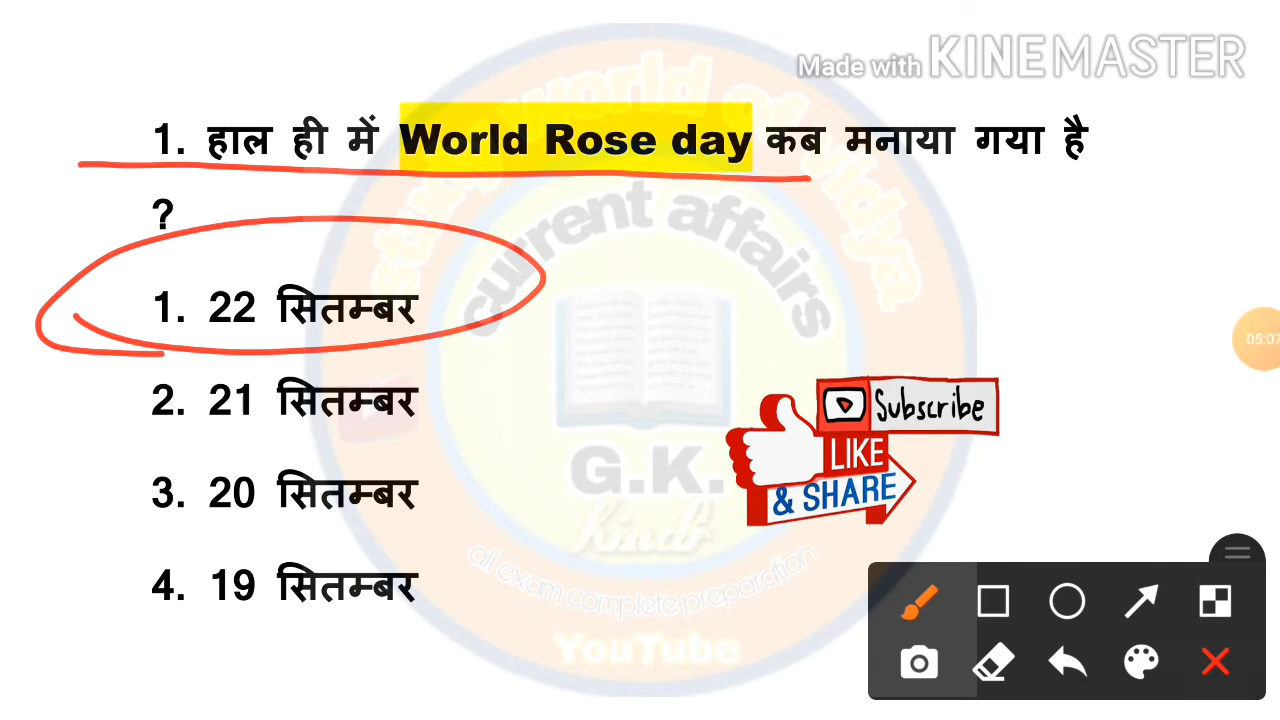 Made with KINEMASTER
1. हाल ही में World Rose day कब मनाया गया है
?
1. 22 सितम्बर
2. 21 सितम्बर
3. 20 सितम्बर
4. 19 सितम्बर
current affairs
G.K.
all exam complete preparation
YouTube
Subscribe
LIKE
& SHARE
05:07